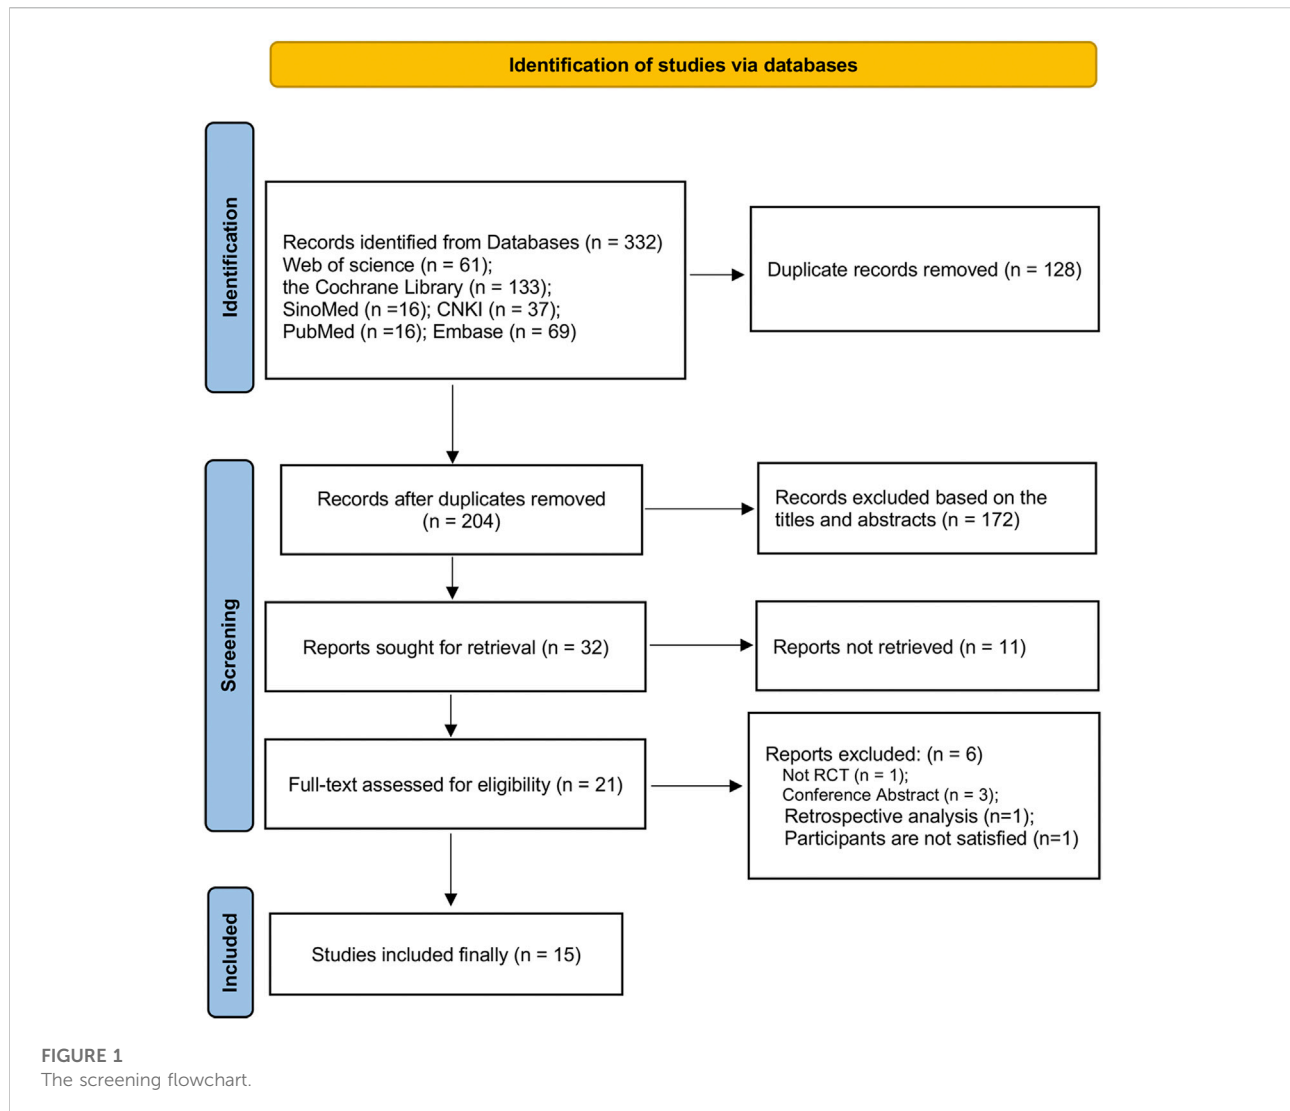 Identification of studies via databases
Identification
Records identified from Databases (n = 332)
Web of science (n = 61);
the Cochrane Library (n = 133);
SinoMed (n =16); CNKI (n = 37);
PubMed (n =16); Embase (n = 69)
Duplicate records removed (n = 128)
Screening
Records after duplicates removed
(n = 204)
Records excluded based on the
titles and abstracts (n = 172)
Reports sought for retrieval (n = 32)
Reports not retrieved (n = 11)
Full-text assessed for eligibility (n = 21)
Reports excluded: (n = 6)
Not RCT (n = 1);
Conference Abstract (n = 3);
Retrospective analysis (n=1);
Participants are not satisfied (n=1)
Included
Studies included finally (n = 15)
FIGURE 1
The screening flowchart.